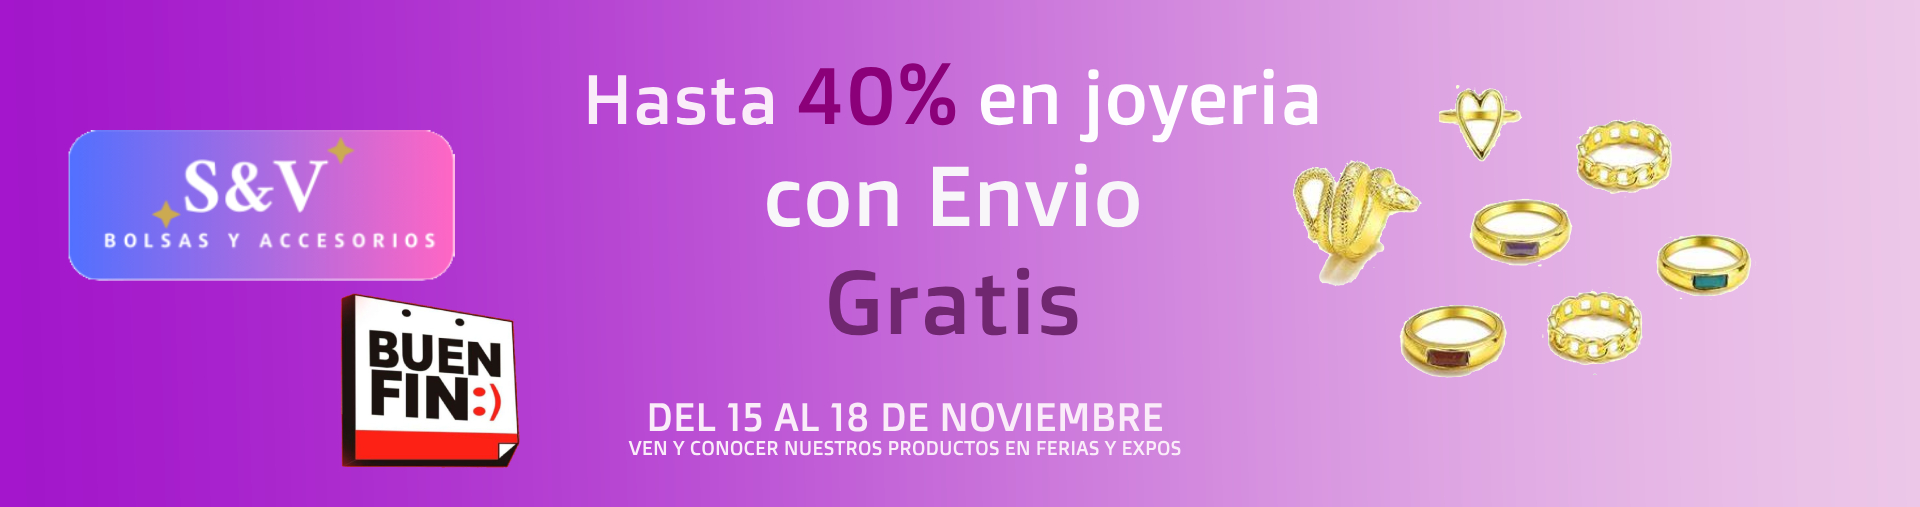 S&V
BOLSAS Y ACCESORIOS
BUEN
FIN:)
Hasta 40% en joyeria
con Envio
Gratis
DEL 15 AL 18 DE NOVIEMBRE
VEN Y CONOCER NUESTROS PRODUCTOS EN FERIAS Y EXPOS